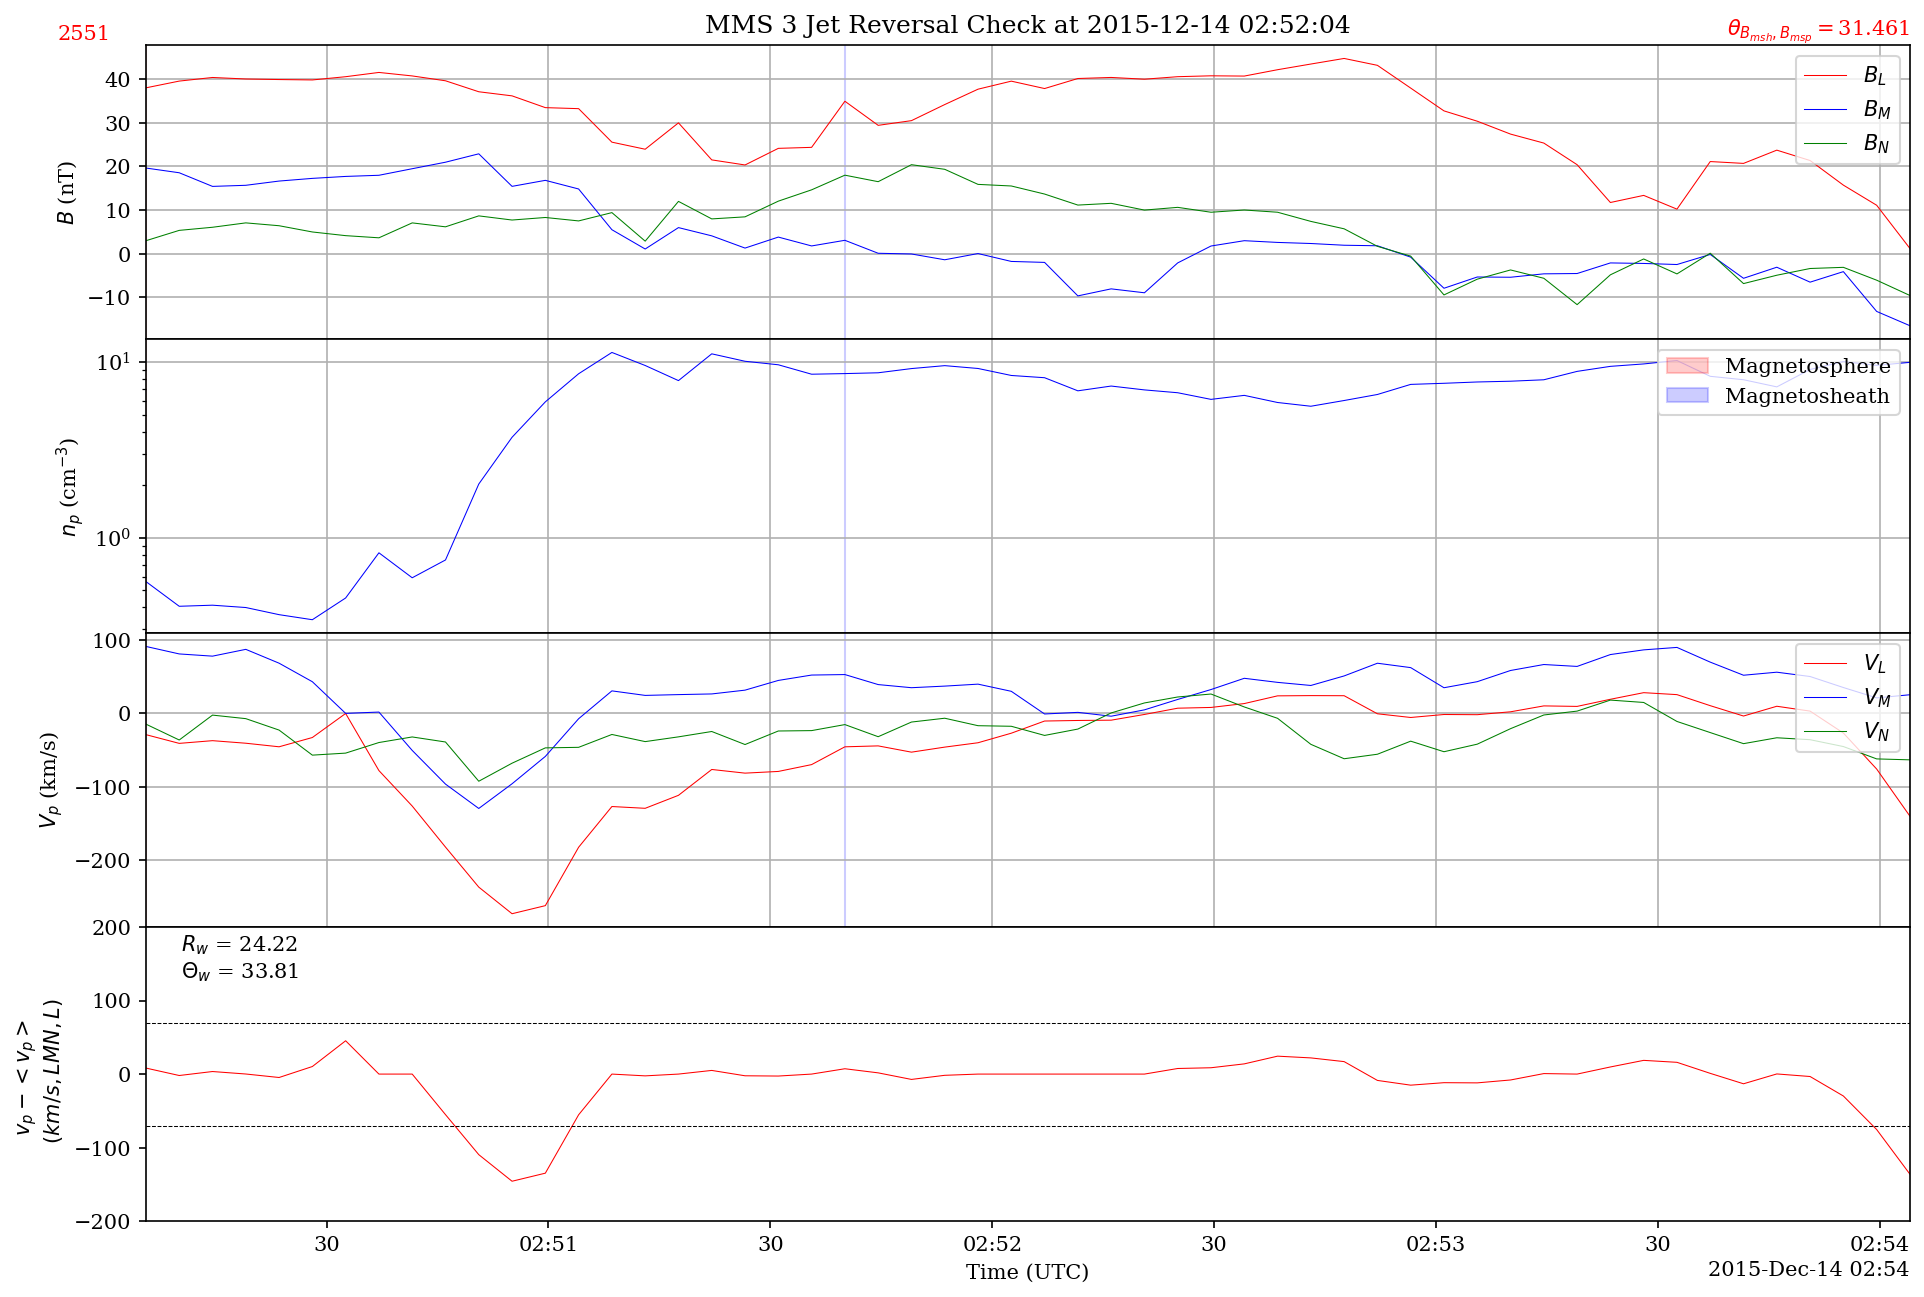 MMS 3 Jet Reversal Check at 2015-12-14 02:52:04
2551
θ_{B_{msh}, B_{msp}} = 31.461
40
30
20
10
0
−10
B (nT)
B_L
B_M
B_N
10^1
10^0
n_p (cm^{−3})
Magnetosphere
Magnetosheath
100
0
−100
−200
V_p (km/s)
V_L
V_M
V_N
200
100
0
−100
−200
v_p − < v_p >
(km/s, LMN, L)
R_w = 24.22
Θ_w = 33.81
30
02:51
30
02:52
30
02:53
30
02:54
Time (UTC)
2015-Dec-14 02:54